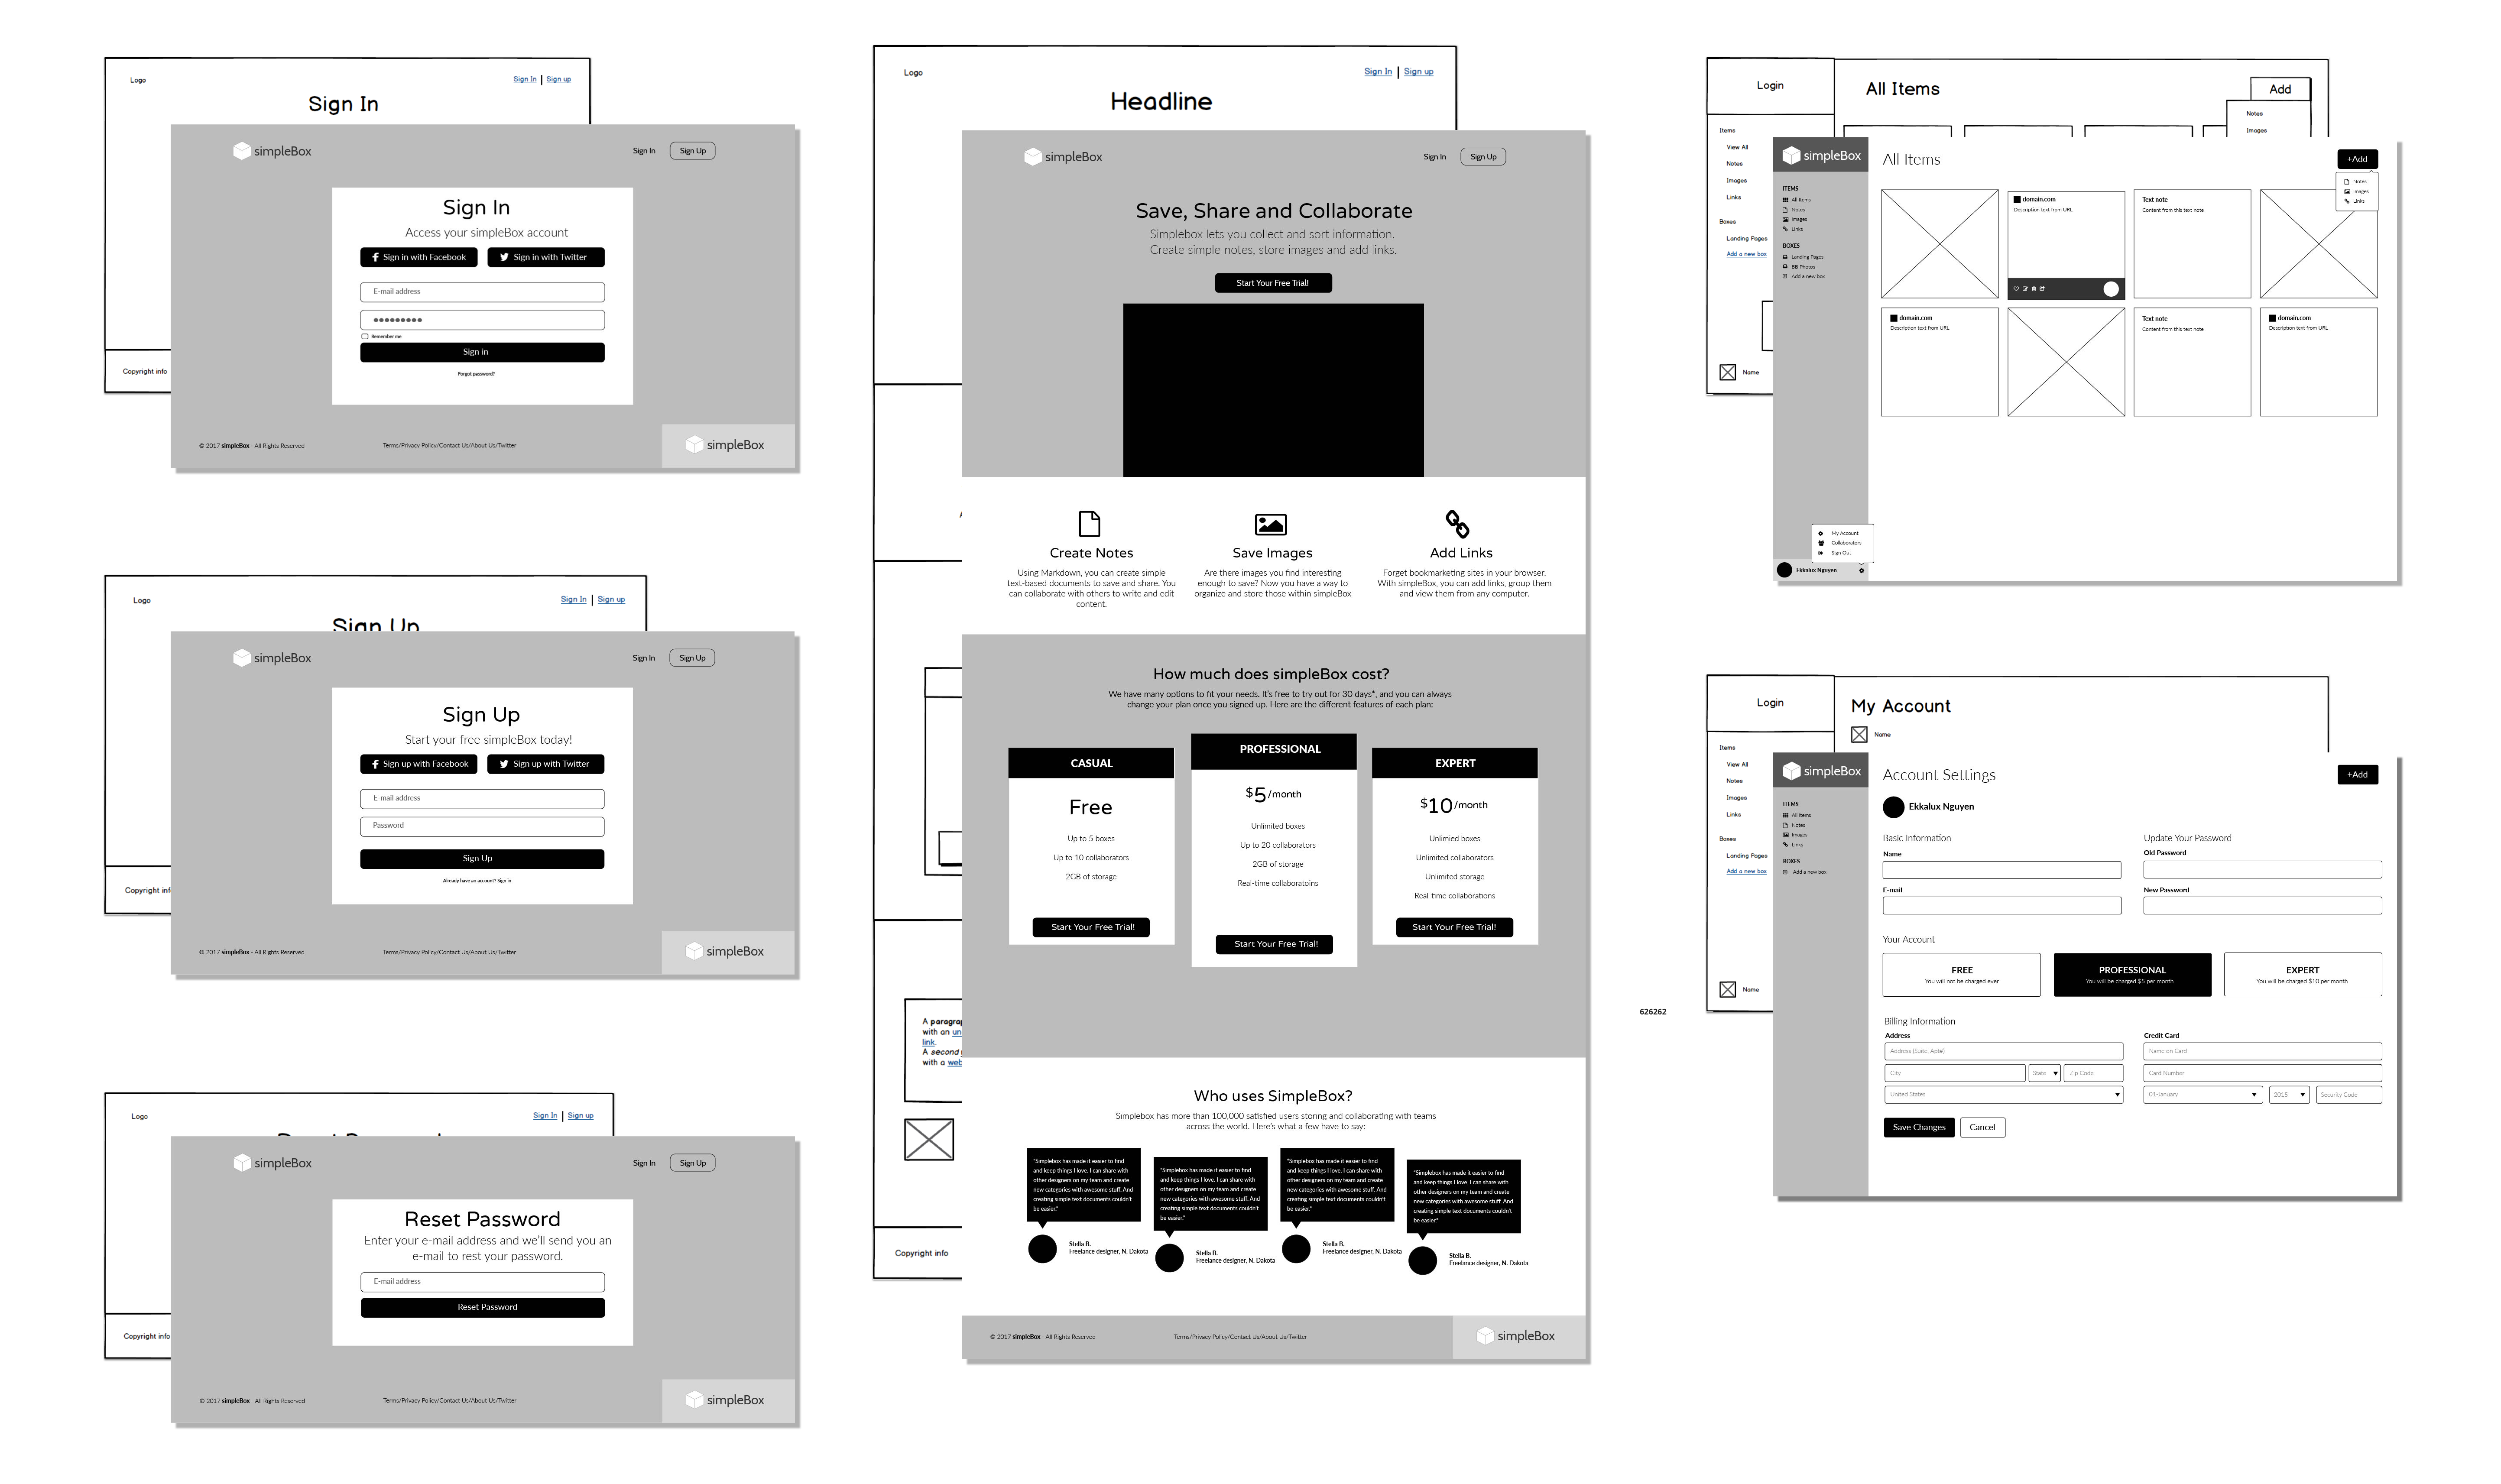 Logo
Sign In | Sign up
Sign In
simpleBox
Sign In
Sign Up
Sign In
Access your simpleBox account
Sign in with Facebook
Sign in with Twitter
E-mail address
Remember me
Sign in
Forgot password?
Copyright info
© 2017 simpleBox - All Rights Reserved
Terms/Privacy Policy/Contact Us/About Us/Twitter
simpleBox
Logo
Sign In | Sign up
Sign Up
simpleBox
Sign In
Sign Up
Sign Up
Start your free simpleBox today!
Sign up with Facebook
Sign up with Twitter
E-mail address
Password
Sign Up
Already have an account? Sign in
Copyright inf
© 2017 simpleBox - All Rights Reserved
Terms/Privacy Policy/Contact Us/About Us/Twitter
simpleBox
Logo
Sign In | Sign up
simpleBox
Sign In
Sign Up
Reset Password
Enter your e-mail address and we'll send you an
e-mail to rest your password.
E-mail address
Reset Password
Copyright info
© 2017 simpleBox - All Rights Reserved
Terms/Privacy Policy/Contact Us/About Us/Twitter
simpleBox
Logo
Sign In | Sign up
Headline
simpleBox
Sign In
Sign Up
Save, Share and Collaborate
Simplebox lets you collect and sort information.
Create simple notes, store images and add links.
Start Your Free Trial!
Create Notes
Using Markdown, you can create simple
text-based documents to save and share. You
can collaborate with others to write and edit
content.
Save Images
Are there images you find interesting
enough to save? Now you have a way to
organize and store those within simpleBox
Add Links
Forget bookmarketing sites in your browser.
With simpleBox, you can add links, group them
and view them from any computer.
How much does simpleBox cost?
We have many options to fit your needs. It's free to try out for 30 days*, and you can always
change your plan once you signed up. Here are the different features of each plan:
CASUAL
Free
Up to 5 boxes
Up to 10 collaborators
2GB of storage
Start Your Free Trial!
PROFESSIONAL
$5/month
Unlimited boxes
Up to 20 collaborators
2GB of storage
Real-time collaboratoins
Start Your Free Trial!
EXPERT
$10/month
Unlimied boxes
Unlimited collaborators
Unlimited storage
Real-time collaborations
Start Your Free Trial!
A paragrap
with an un
link.
A second
with a web
Who uses SimpleBox?
Simplebox has more than 100,000 satisfied users storing and collaborating with teams
across the world. Here's what a few have to say:
"Simplebox has made it easier to find
and keep things I love. I can share with
other designers on my team and create
new categories with awesome stuff. And
creating simple text documents couldn't
be easier."
Stella B.
Freelance designer, N. Dakota
"Simplebox has made it easier to find
and keep things I love. I can share with
other designers on my team and create
new categories with awesome stuff. And
creating simple text documents couldn't
be easier."
Stella B.
Freelance designer, N. Dakota
"Simplebox has made it easier to find
and keep things I love. I can share with
other designers on my team and create
new categories with awesome stuff. And
creating simple text documents couldn't
be easier."
Stella B.
Freelance designer, N. Dakota
"Simplebox has made it easier to find
and keep things I love. I can share with
other designers on my team and create
new categories with awesome stuff. And
creating simple text documents couldn't
be easier."
Stella B.
Freelance designer, N. Dakota
Copyright info
© 2017 simpleBox - All Rights Reserved
Terms/Privacy Policy/Contact Us/About Us/Twitter
simpleBox
Login
All Items
Add
Notes
Images
Items
View All
Notes
Images
Links
Boxes
Landing Pages
Add a new box
Name
simpleBox
ITEMS
All Items
Notes
Images
Links
BOXES
Landing Pages
BB Photos
Add a new box
All Items
+Add
Notes
Images
Links
domain.com
Description text from URL
Text note
Content from this text note
domain.com
Description text from URL
Text note
Content from this text note
domain.com
Description text from URL
My Account
Collaborators
Sign Out
Ekkalux Nguyen
626262
Login
My Account
Name
Items
View All
Notes
Images
Links
Boxes
Landing Pages
Add a new box
Name
simpleBox
ITEMS
All Items
Notes
Images
Links
BOXES
Add a new box
Account Settings
+Add
Ekkalux Nguyen
Basic Information
Name
E-mail
Update Your Password
Old Password
New Password
Your Account
FREE
You will not be charged ever
PROFESSIONAL
You will be charged $5 per month
EXPERT
You will be charged $10 per month
Billing Information
Address
Address (Suite, Apt#)
City
State
Zip Code
United States
Credit Card
Name on Card
Card Number
01-January
2015
Security Code
Save Changes
Cancel